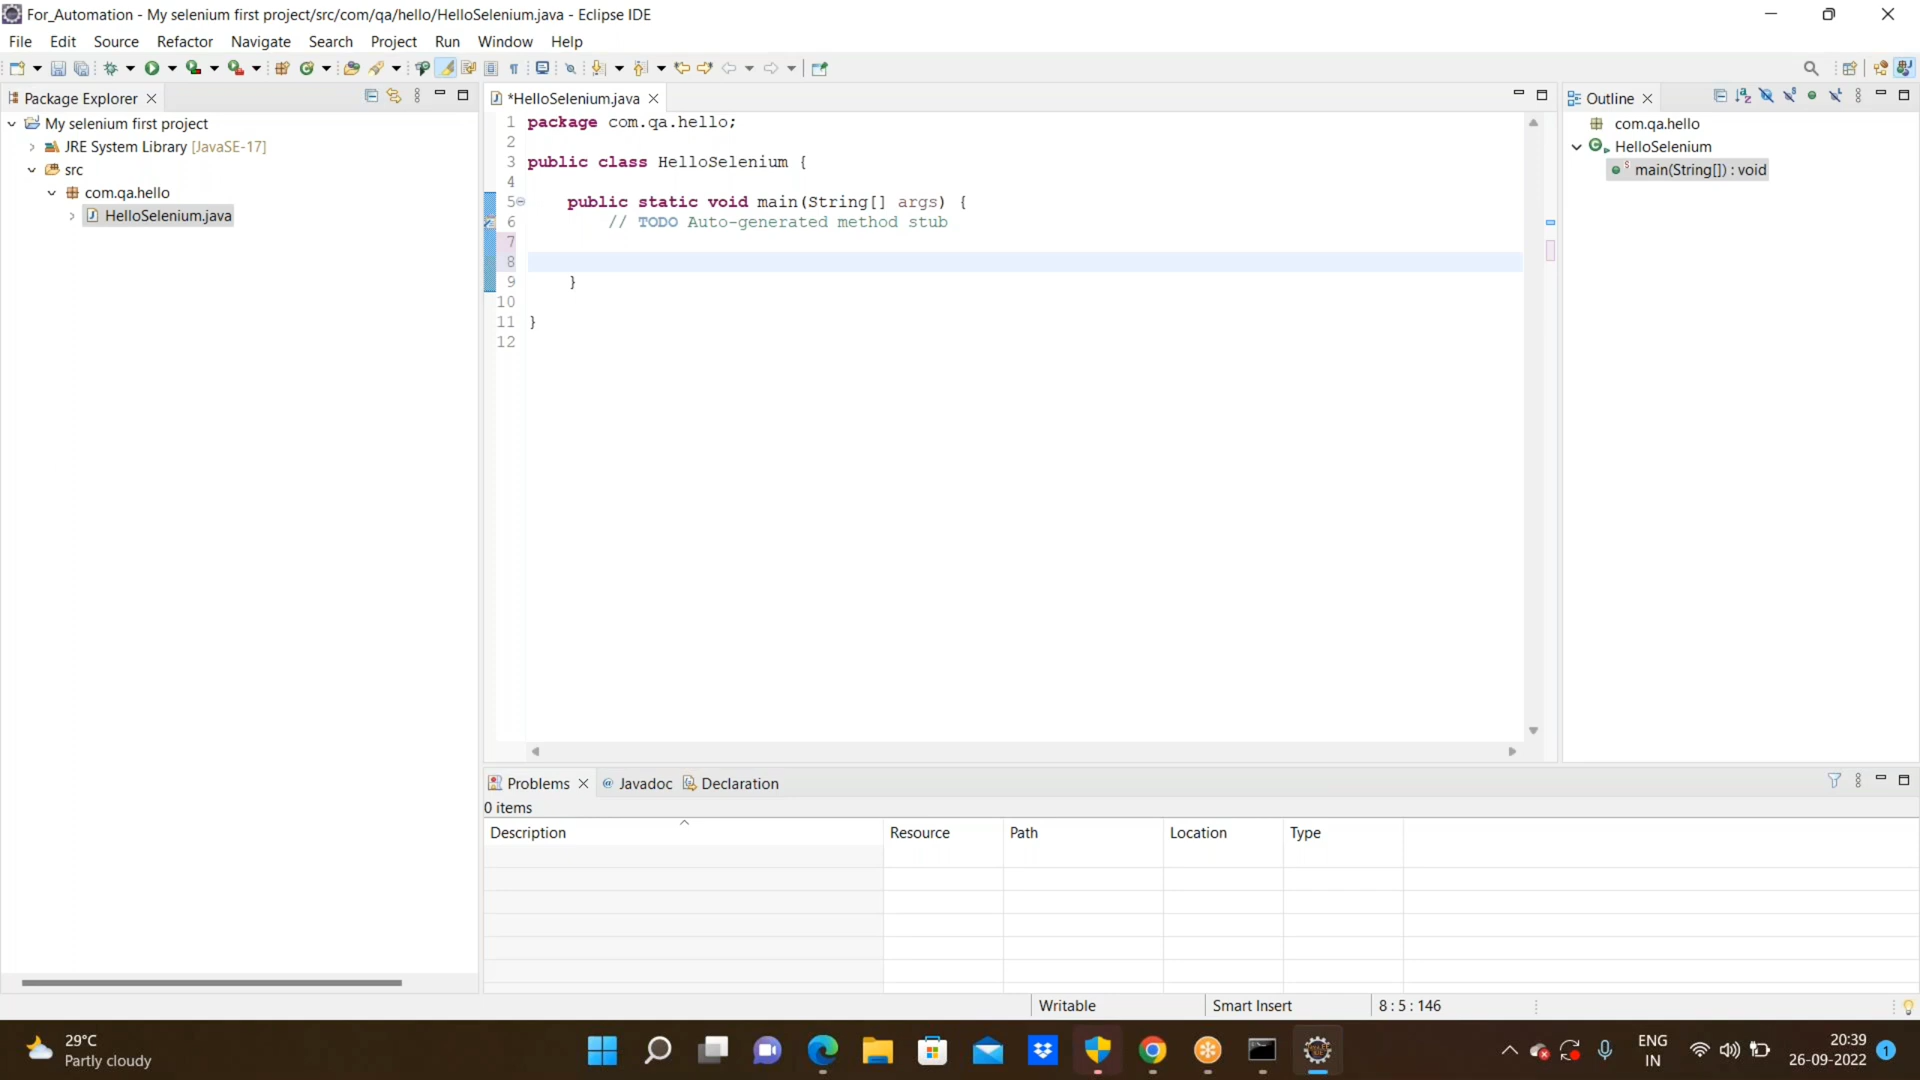 For_Automation - My selenium first project/src/com/qa/hello/HelloSelenium.java - Eclipse IDE
File Edit Source Refactor Navigate Search Project Run Window Help
Package Explorer
My selenium first project
JRE System Library [JavaSE-17]
src
com.qa.hello
HelloSelenium.java
*HelloSelenium.java
1 package com.qa.hello;
2
3 public class HelloSelenium {
4
5 public static void main(String[] args) {
6 // TODO Auto-generated method stub
7
8
9 }
10
11 }
12
Outline
com.qa.hello
HelloSelenium
main(String[]) : void
Problems Javadoc Declaration
0 items
Description Resource Path Location Type
Writable Smart Insert 8 : 5 : 146
29°C
Partly cloudy
ENG
IN
20:39
26-09-2022
1